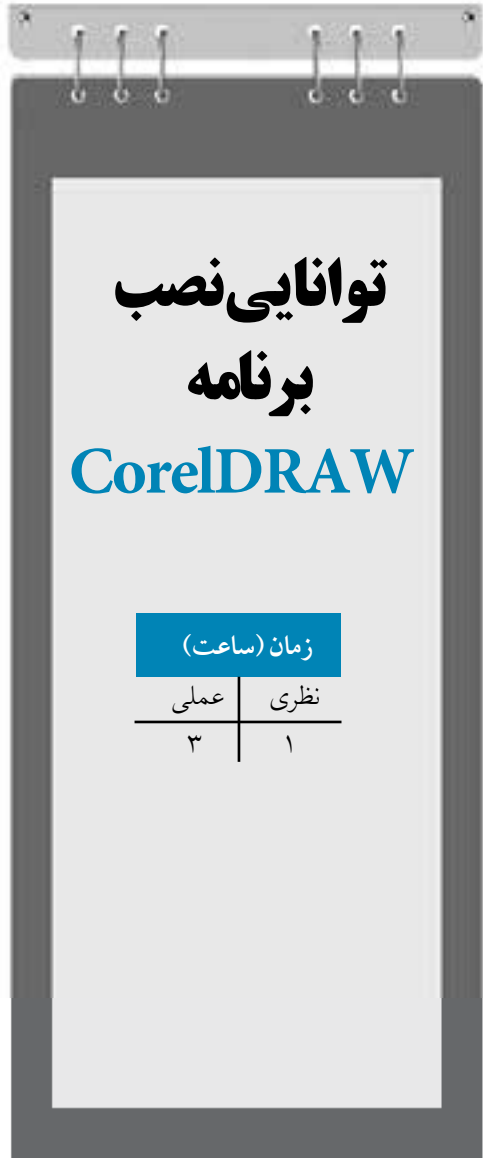 توانایی‌نصب
برنامه
CorelDRAW
زمان (ساعت)
نظری عملی
۱ ۳